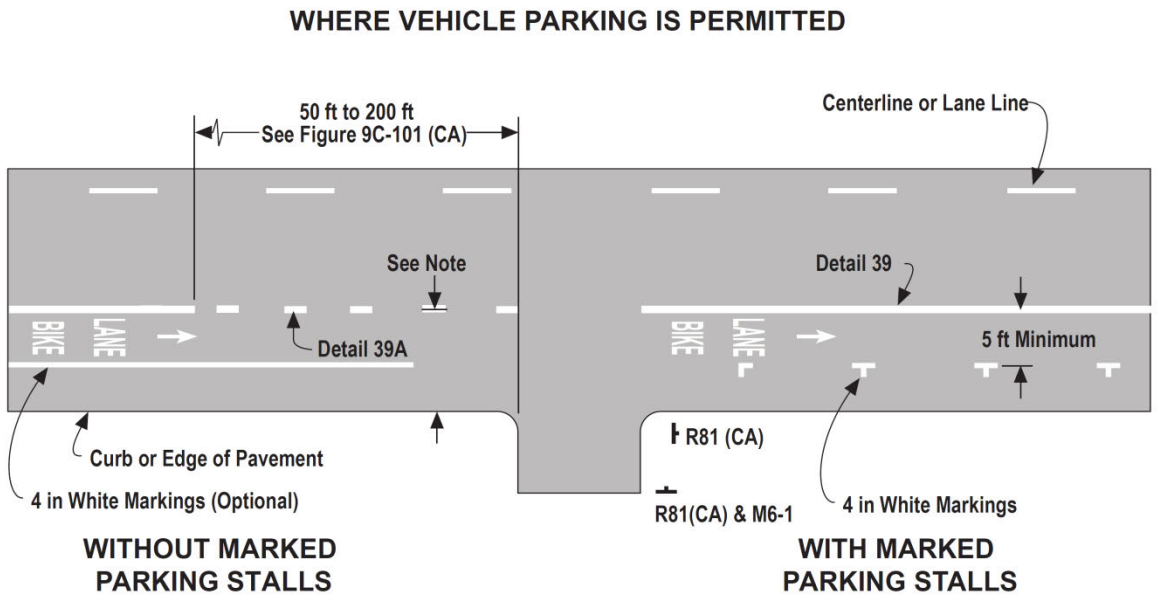 WHERE VEHICLE PARKING IS PERMITTED
50 ft to 200 ft
See Figure 9C-101 (CA)
Centerline or Lane Line
See Note
Detail 39
BIKE
LANE
Detail 39A
BIKE
LANE
5 ft Minimum
Curb or Edge of Pavement
4 in White Markings (Optional)
R81 (CA)
R81(CA) & M6-1
4 in White Markings
WITHOUT MARKED
PARKING STALLS
WITH MARKED
PARKING STALLS